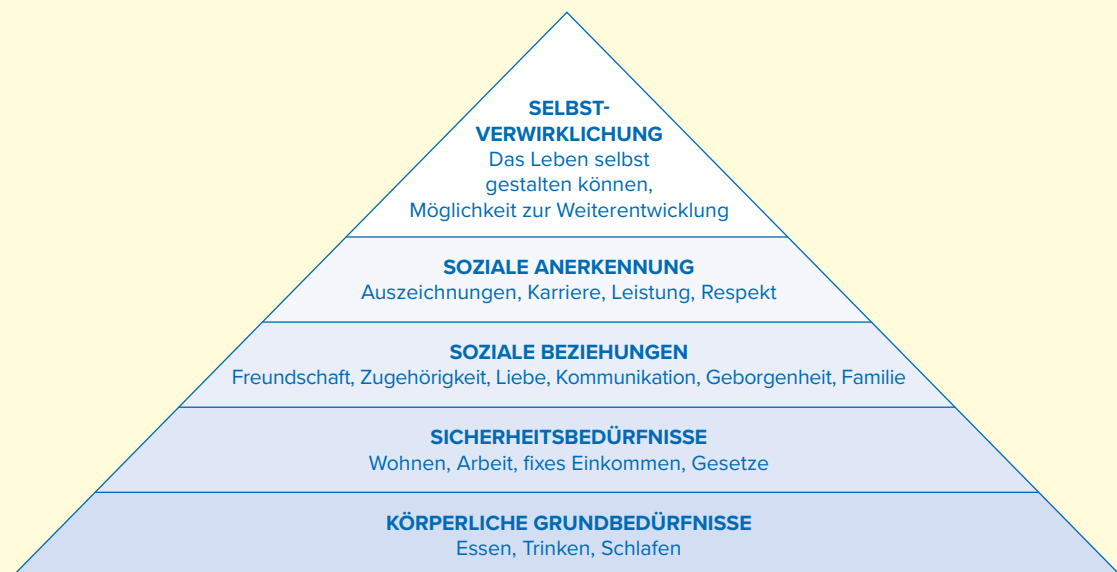 SELBST-
VERWIRKLICHUNG
Das Leben selbst
gestalten können,
Möglichkeit zur Weiterentwicklung
SOZIALE ANERKENNUNG
Auszeichnungen, Karriere, Leistung, Respekt
SOZIALE BEZIEHUNGEN
Freundschaft, Zugehörigkeit, Liebe, Kommunikation, Geborgenheit, Familie
SICHERHEITSBEDÜRFNISSE
Wohnen, Arbeit, fixes Einkommen, Gesetze
KÖRPERLICHE GRUNDBEDÜRFNISSE
Essen, Trinken, Schlafen